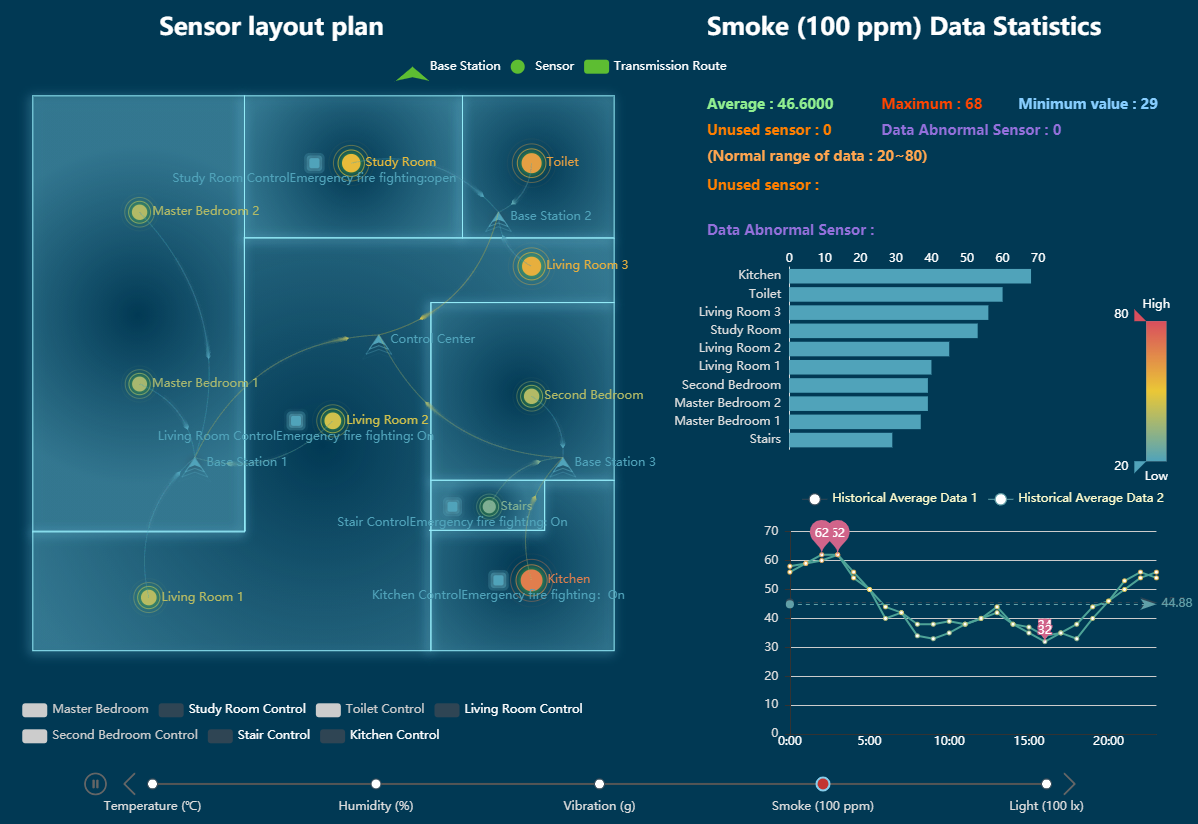 Sensor layout plan
Smoke (100 ppm) Data Statistics
Base Station
Sensor
Transmission Route
Average : 46.6000
Maximum : 68
Minimum value : 29
Unused sensor : 0
Data Abnormal Sensor : 0
(Normal range of data : 20~80)
Unused sensor :
Data Abnormal Sensor :
Study Room
Toilet
Study Room ControlEmergency fire fighting:open
Master Bedroom 2
Base Station 2
Living Room 3
Control Center
Master Bedroom 1
Second Bedroom
Living Room 2
Living Room ControlEmergency fire fighting: On
Base Station 1
Base Station 3
Stairs
Stair ControlEmergency fire fighting: On
Kitchen
Kitchen ControlEmergency fire fighting: On
Living Room 1
0 10 20 30 40 50 60 70
Kitchen
Toilet
Living Room 3
Study Room
Living Room 2
Living Room 1
Second Bedroom
Master Bedroom 2
Master Bedroom 1
Stairs
High
80
20
Low
Historical Average Data 1
Historical Average Data 2
70
60
50
40
30
20
10
0
62
62
44.88
34
32
0:00 5:00 10:00 15:00 20:00
Master Bedroom
Study Room Control
Toilet Control
Living Room Control
Second Bedroom Control
Stair Control
Kitchen Control
Temperature (℃)
Humidity (%)
Vibration (g)
Smoke (100 ppm)
Light (100 lx)